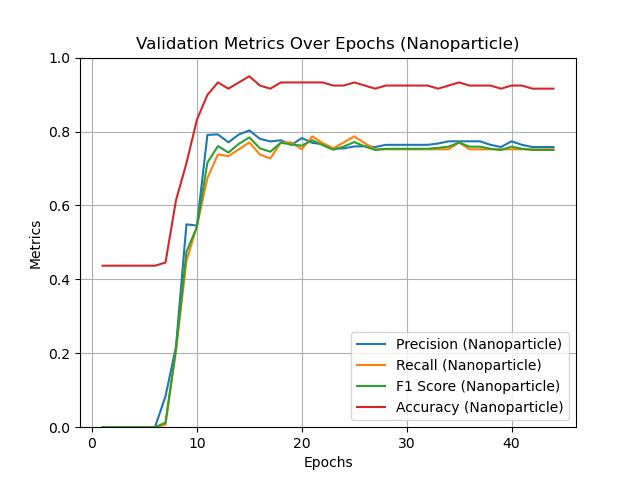 Validation Metrics Over Epochs (Nanoparticle)
1.0
0.8
0.6
0.4
0.2
0.0
Metrics
Precision (Nanoparticle)
Recall (Nanoparticle)
F1 Score (Nanoparticle)
Accuracy (Nanoparticle)
0 10 20 30 40
Epochs